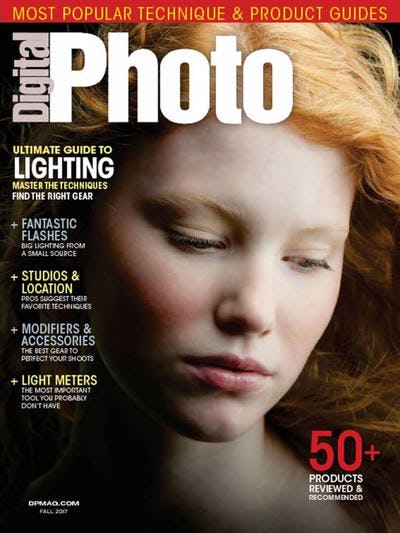 MOST POPULAR TECHNIQUE & PRODUCT GUIDES
Digital
Photo
ULTIMATE GUIDE TO
LIGHTING
MASTER THE TECHNIQUES
FIND THE RIGHT GEAR
+ FANTASTIC
FLASHES
BIG LIGHTING FROM
A SMALL SOURCE
+ STUDIOS &
LOCATION
PROS SUGGEST THEIR
FAVORITE TECHNIQUES
+ MODIFIERS &
ACCESSORIES
THE BEST GEAR TO
PERFECT YOUR SHOOTS
+ LIGHT METERS
THE MOST IMPORTANT
TOOL YOU PROBABLY
DON'T HAVE
50+
PRODUCTS
REVIEWED &
RECOMMENDED
DPMAG.COM
FALL 2017